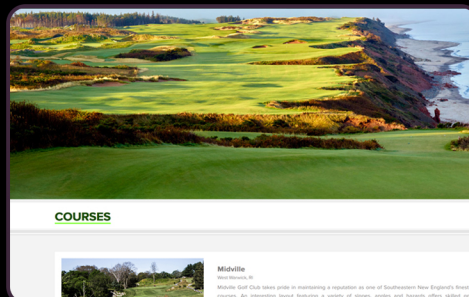 COURSES
Midville
West Warwick, RI
Midville Golf Club takes pride in maintaining a reputation as one of Southeastern New England's finest
courses. An interesting layout featuring a variety of slopes, angles and hazards offers skilled